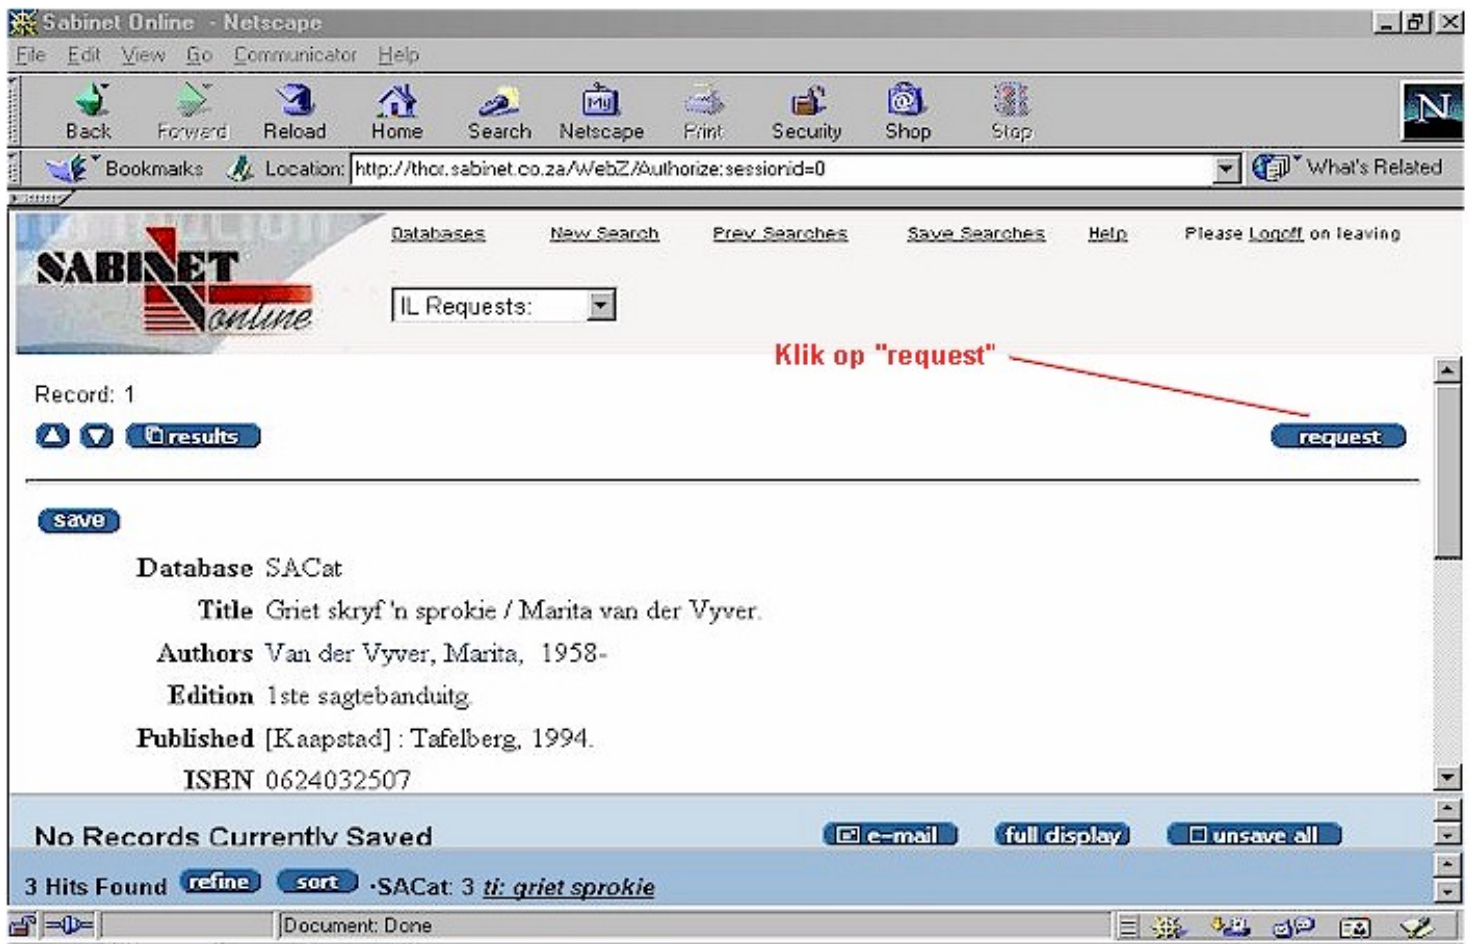 Sabinet Online - Netscape
File Edit View Go Communicator Help
Back Forward Reload Home Search Netscape Print Security Shop Stop
My
N
Bookmarks Location: http://thor.sabinet.co.za/WebZ/Authorize:sessionid=0 What's Related
SABINET
online
Databases New Search Prev Searches Save Searches Help Please Logoff on leaving
IL Requests:
Klik op "request"
Record: 1
results request
save
Database SACat
Title Griet skryf 'n sprokie / Marita van der Vyver.
Authors Van der Vyver, Marita, 1958-
Edition 1ste sagtebanduitg.
Published [Kaapstad] : Tafelberg, 1994.
ISBN 0624032507
No Records Currently Saved e-mail full display unsave all
3 Hits Found refine sort ·SACat: 3 ti: griet sprokie
Document: Done